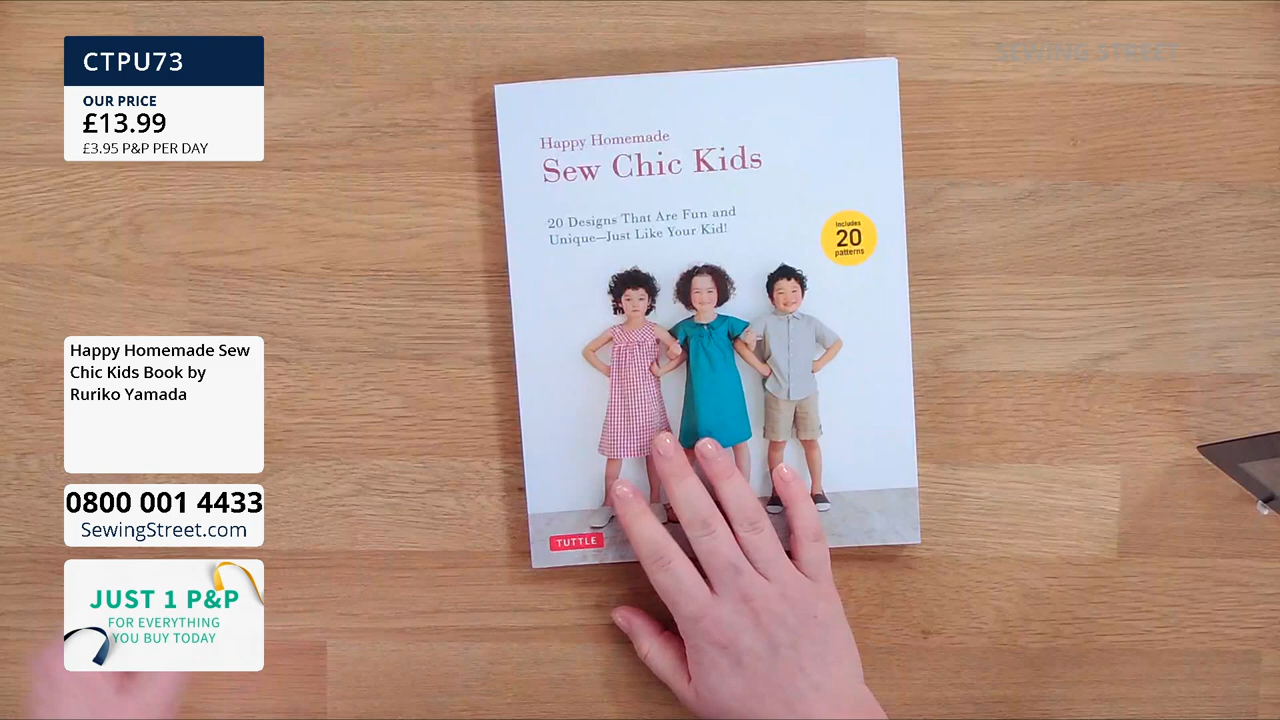 CTPU73
OUR PRICE
£13.99
£3.95 P&P PER DAY
SEWING STREET
Happy Homemade
Sew Chic Kids
20 Designs That Are Fun and
Unique—Just Like Your Kid!
Includes
20
patterns
TUTTLE
Happy Homemade Sew
Chic Kids Book by
Ruriko Yamada
0800 001 4433
SewingStreet.com
JUST 1 P&P
FOR EVERYTHING
YOU BUY TODAY